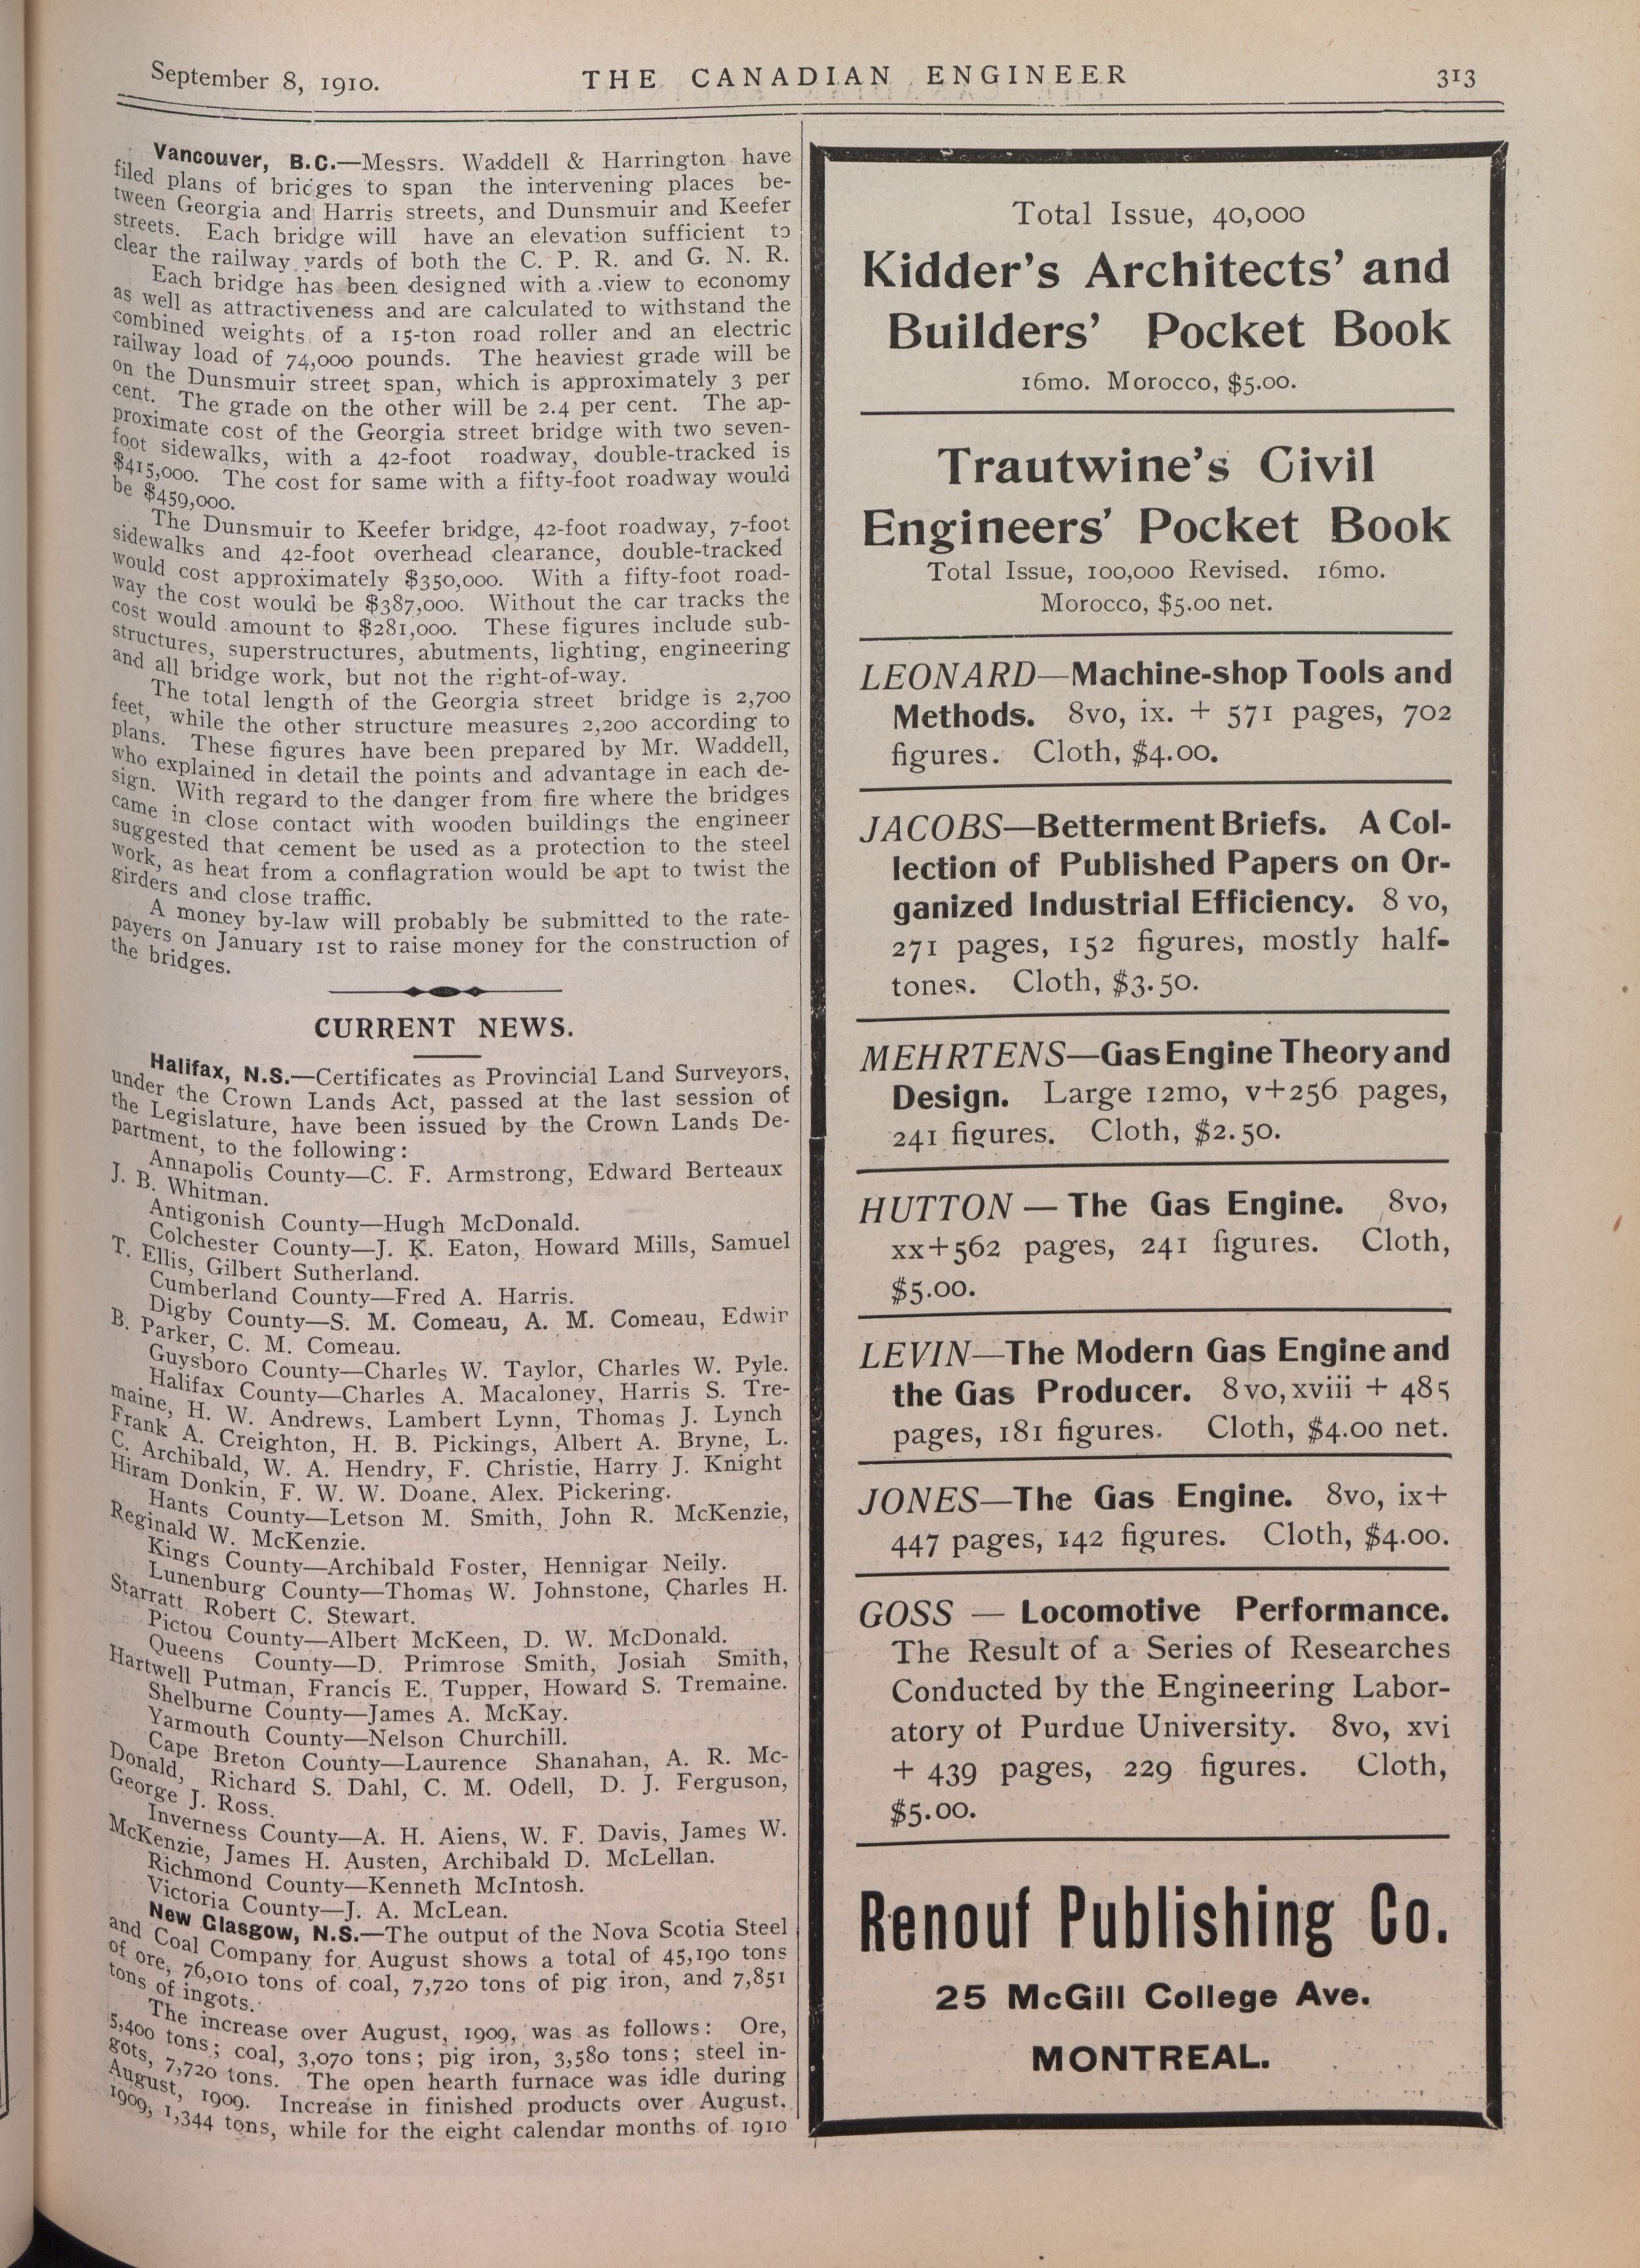 September 8, 1910.
THE CANADIAN ENGINEER
313
Vancouver, B.C.—Messrs. Waddell & Harrington have
filed plans of bridges to span the intervening places be-
tween Georgia and Harris streets, and Dunsmuir and Keefer
streets. Each bridge will have an elevation sufficient to
clear the railway yards of both the C. P. R. and G. N. R.
Each bridge has been designed with a view to economy
as well as attractiveness and are calculated to withstand the
combined weights of a 15-ton road roller and an electric
railway load of 74,000 pounds. The heaviest grade will be
on the Dunsmuir street span, which is approximately 3 per
cent. The grade on the other will be 2.4 per cent. The ap-
proximate cost of the Georgia street bridge with two seven-
foot sidewalks, with a 42-foot roadway, double-tracked is
$415,000. The cost for same with a fifty-foot roadway would
be $459,000.
The Dunsmuir to Keefer bridge, 42-foot roadway, 7-foot
sidewalks and 42-foot overhead clearance, double-tracked
would cost approximately $350,000. With a fifty-foot road-
way the cost would be $387,000. Without the car tracks the
cost would amount to $281,000. These figures include sub-
structures, superstructures, abutments, lighting, engineering
and all bridge work, but not the right-of-way.
The total length of the Georgia street bridge is 2,700
feet, while the other structure measures 2,200 according to
plans. These figures have been prepared by Mr. Waddell,
who explained in detail the points and advantage in each de-
sign. With regard to the danger from fire where the bridges
came in close contact with wooden buildings the engineer
suggested that cement be used as a protection to the steel
work, as heat from a conflagration would be apt to twist the
girders and close traffic.
A money by-law will probably be submitted to the rate-
payers on January 1st to raise money for the construction of
the bridges.
CURRENT NEWS.
Halifax, N.S.—Certificates as Provincial Land Surveyors,
under the Crown Lands Act, passed at the last session of
the Legislature, have been issued by the Crown Lands De-
partment, to the following:
Annapolis County—C. F. Armstrong, Edward Berteaux
J. B. Whitman.
Antigonish County—Hugh McDonald.
Colchester County—J. K. Eaton, Howard Mills, Samuel
T. Ellis, Gilbert Sutherland.
Cumberland County—Fred A. Harris.
Digby County—S. M. Comeau, A. M. Comeau, Edwin
B. Parker, C. M. Comeau.
Guysboro County—Charles W. Taylor, Charles W. Pyle.
Halifax County—Charles A. Macaloney, Harris S. Tre-
maine, H. W. Andrews, Lambert Lynn, Thomas J. Lynch
Frank A. Creighton, H. B. Pickings, Albert A. Bryne, L.
C. Archibald, W. A. Hendry, F. Christie, Harry J. Knight
Hiram Donkin, F. W. W. Doane, Alex. Pickering.
Hants County—Letson M. Smith, John R. McKenzie,
Reginald W. McKenzie.
Kings County—Archibald Foster, Hennigar Neily.
Lunenburg County—Thomas W. Johnstone, Charles H.
Starratt Robert C. Stewart.
Pictou County—Albert McKeen, D. W. McDonald.
Queens County—D. Primrose Smith, Josiah Smith,
Hartwell Putman, Francis E. Tupper, Howard S. Tremaine.
Shelburne County—James A. McKay.
Yarmouth County—Nelson Churchill.
Cape Breton County—Laurence Shanahan, A. R. Mc-
Donald, Richard S. Dahl, C. M. Odell, D. J. Ferguson,
George J. Ross.
Inverness County—A. H. Aiens, W. F. Davis, James W.
McKenzie, James H. Austen, Archibald D. McLellan.
Richmond County—Kenneth McIntosh.
Victoria County—J. A. McLean.
New Glasgow, N.S.—The output of the Nova Scotia Steel
and Coal Company for August shows a total of 45,190 tons
of ore, 76,010 tons of coal, 7,720 tons of pig iron, and 7,851
tons of ingots.
The increase over August, 1909, was as follows: Ore,
5,400 tons; coal, 3,070 tons; pig iron, 3,580 tons; steel in-
gots, 7,720 tons. The open hearth furnace was idle during
August, 1909. Increase in finished products over August,
1909, 1,344 tons, while for the eight calendar months of 1910
Total Issue, 40,000
Kidder's Architects' and
Builders' Pocket Book
16mo. Morocco, $5.00.
Trautwine's Civil
Engineers' Pocket Book
Total Issue, 100,000 Revised. 16mo.
Morocco, $5.00 net.
LEONARD—Machine-shop Tools and
Methods. 8vo, ix. + 571 pages, 702
figures. Cloth, $4.00.
JACOBS—Betterment Briefs. A Col-
lection of Published Papers on Or-
ganized Industrial Efficiency. 8 vo,
271 pages, 152 figures, mostly half-
tones. Cloth, $3.50.
MEHRTENS—Gas Engine Theory and
Design. Large 12mo, v+256 pages,
241 figures. Cloth, $2.50.
HUTTON — The Gas Engine. 8vo,
xx+562 pages, 241 figures. Cloth,
$5.00.
LEVIN—The Modern Gas Engine and
the Gas Producer. 8vo, xviii + 485
pages, 181 figures. Cloth, $4.00 net.
JONES—The Gas Engine. 8vo, ix+
447 pages, 142 figures. Cloth, $4.00.
GOSS — Locomotive Performance.
The Result of a Series of Researches
Conducted by the Engineering Labor-
atory of Purdue University. 8vo, xvi
+ 439 pages, 229 figures. Cloth,
$5.00.
Renouf Publishing Co.
25 McGill College Ave.
MONTREAL.